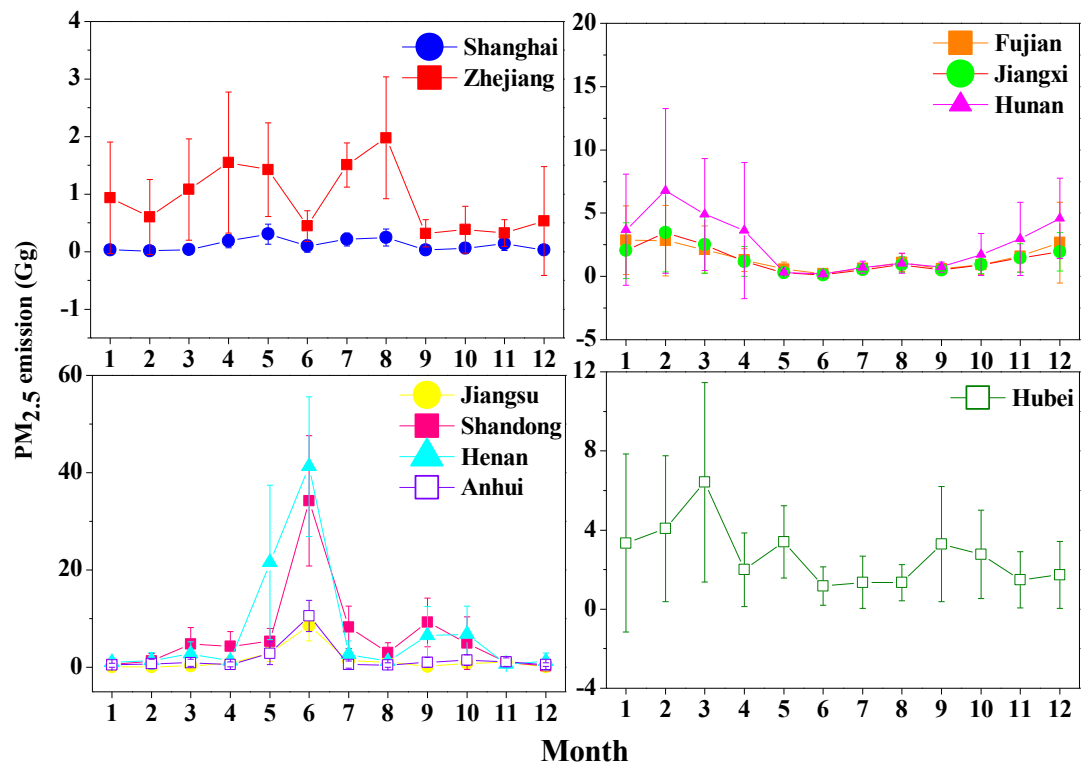 PM2.5 emission (Gg)
4
3
2
1
0
-1
Shanghai
Zhejiang
1 2 3 4 5 6 7 8 9 10 11 12
20
15
10
5
0
-5
Fujian
Jiangxi
Hunan
1 2 3 4 5 6 7 8 9 10 11 12
60
40
20
0
Jiangsu
Shandong
Henan
Anhui
1 2 3 4 5 6 7 8 9 10 11 12
12
8
4
0
-4
Hubei
1 2 3 4 5 6 7 8 9 10 11 12
Month